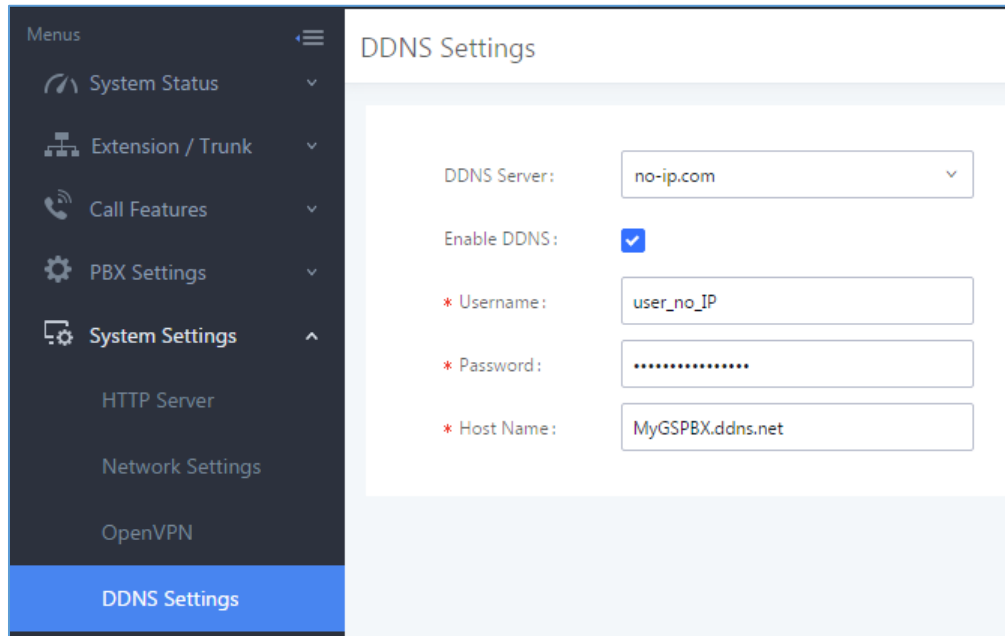 Menus
System Status
Extension / Trunk
Call Features
PBX Settings
System Settings
HTTP Server
Network Settings
OpenVPN
DDNS Settings
DDNS Settings
DDNS Server: no-ip.com
Enable DDNS:
* Username: user_no_IP
* Password: ••••••••••••••••
* Host Name: MyGSPBX.ddns.net